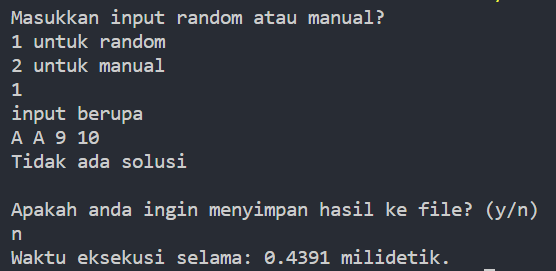 Masukkan input random atau manual?
1 untuk random
2 untuk manual
1
input berupa
A A 9 10
Tidak ada solusi
Apakah anda ingin menyimpan hasil ke file? (y/n)
n
Waktu eksekusi selama: 0.4391 milidetik.